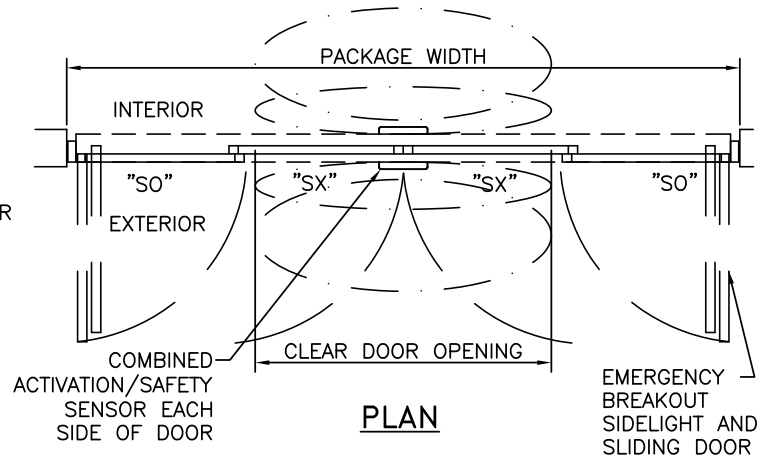 PACKAGE WIDTH
INTERIOR
"SO"
"SX"
"SX"
"SO"
R
EXTERIOR
CLEAR DOOR OPENING
COMBINED
ACTIVATION/SAFETY
SENSOR EACH
SIDE OF DOOR
EMERGENCY
BREAKOUT
SIDELIGHT AND
SLIDING DOOR
PLAN